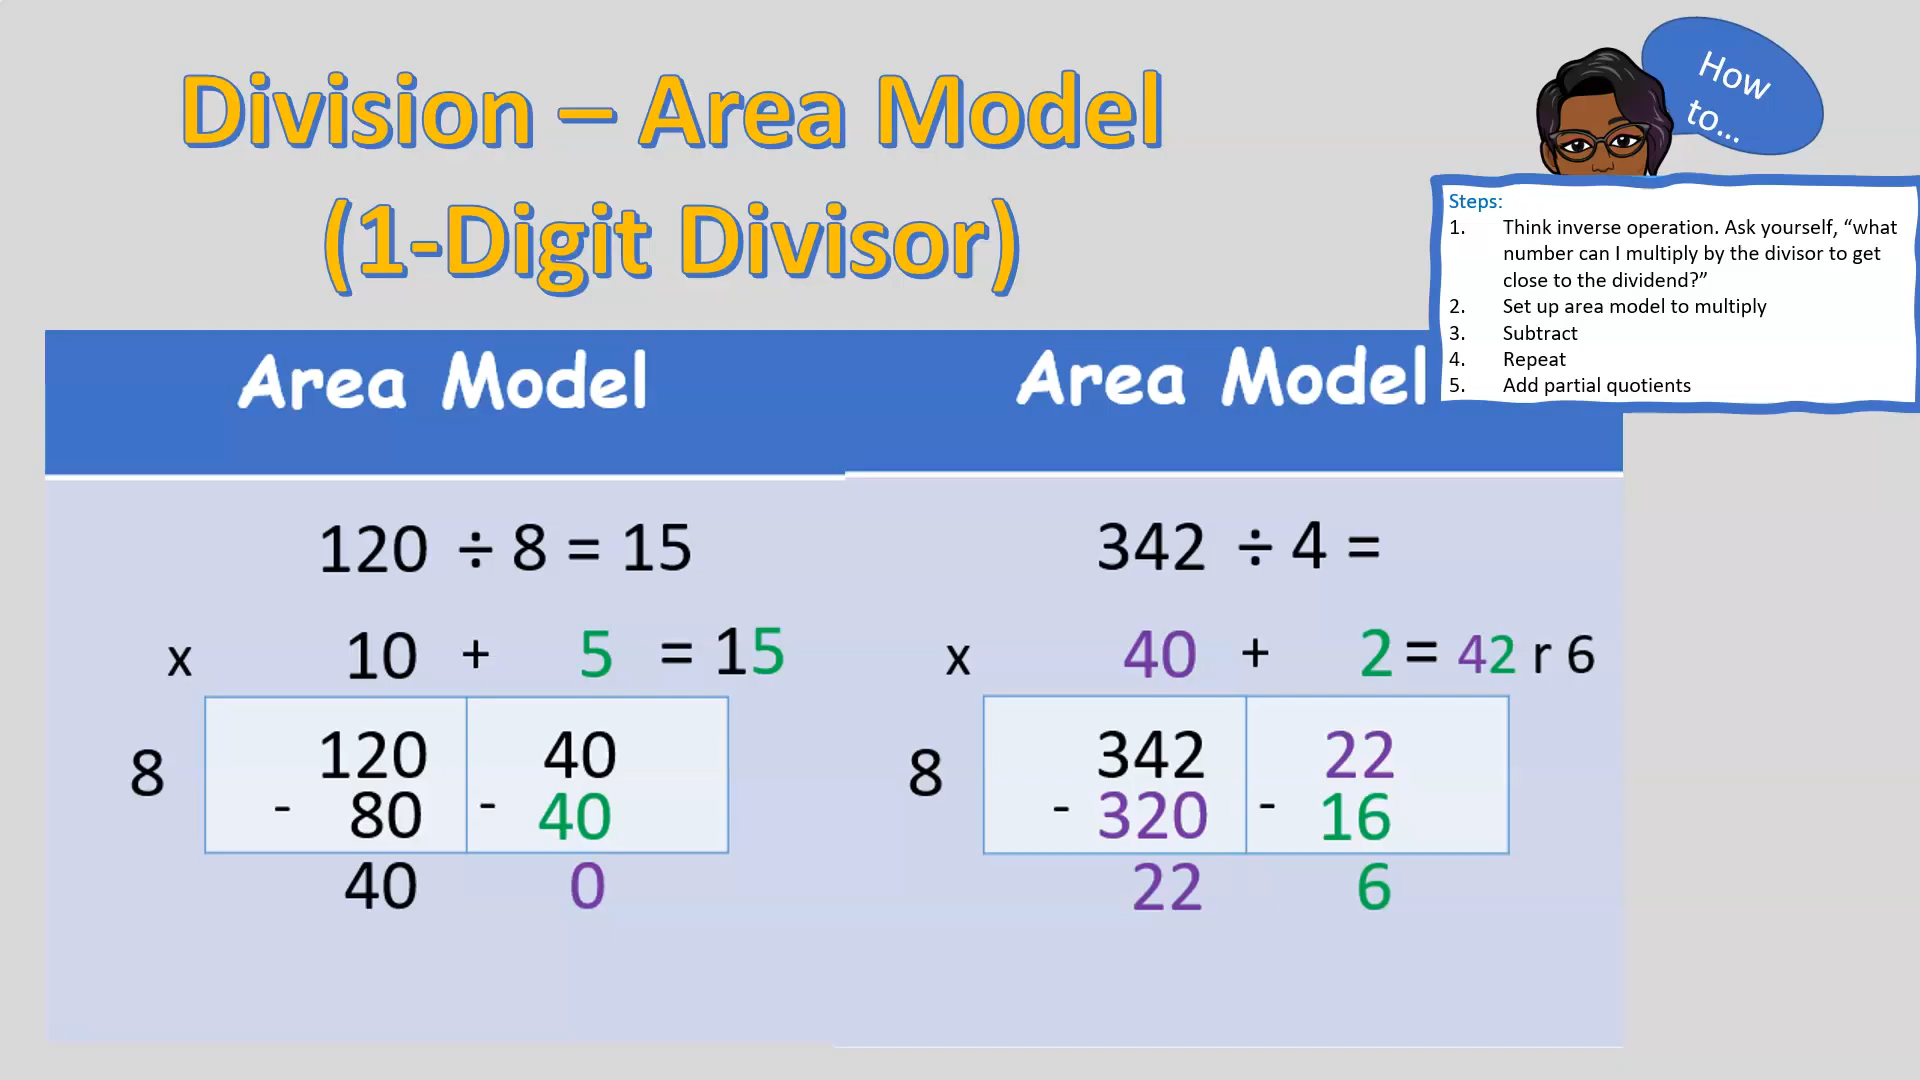 Division – Area Model
(1-Digit Divisor)
How
to...
Steps:
1. Think inverse operation. Ask yourself, “what
number can I multiply by the divisor to get
close to the dividend?”
2. Set up area model to multiply
3. Subtract
4. Repeat
5. Add partial quotients
Area Model
120 ÷ 8 = 15
x 10 + 5 = 15
8
120 40
- 80 - 40
40 0
Area Model
342 ÷ 4 =
x 40 + 2 = 42 r 6
8
342 22
- 320 - 16
22 6